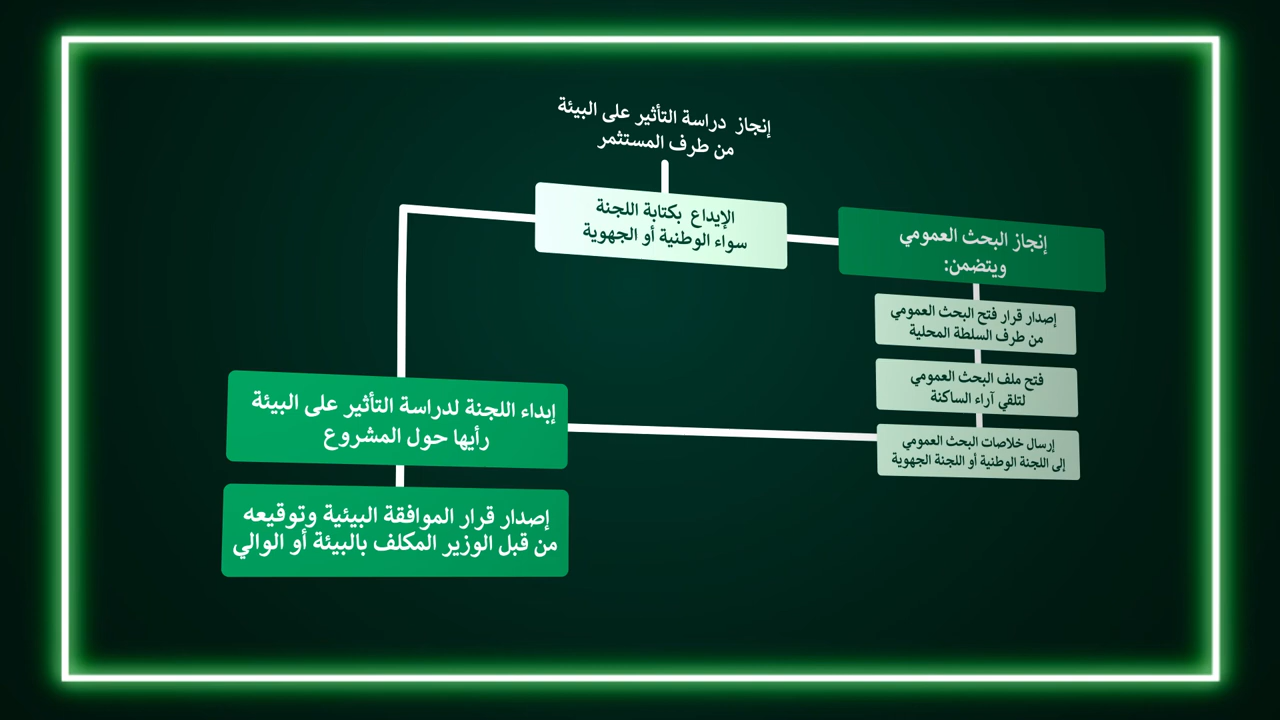 إنجاز دراسة التأثير على البيئة
من طرف المستثمر
الإيداع بكتابة اللجنة
سواء الوطنية أو الجهوية
إنجاز البحث العمومي
ويتضمن:
إصدار قرار فتح البحث العمومي
من طرف السلطة المحلية
فتح ملف البحث العمومي
لتلقي آراء الساكنة
إرسال خلاصات البحث العمومي
إلى اللجنة الوطنية أو اللجنة الجهوية
إبداء اللجنة لدراسة التأثير على البيئة
رأيها حول المشروع
إصدار قرار الموافقة البيئية وتوقيعه
من قبل الوزير المكلف بالبيئة أو الوالي